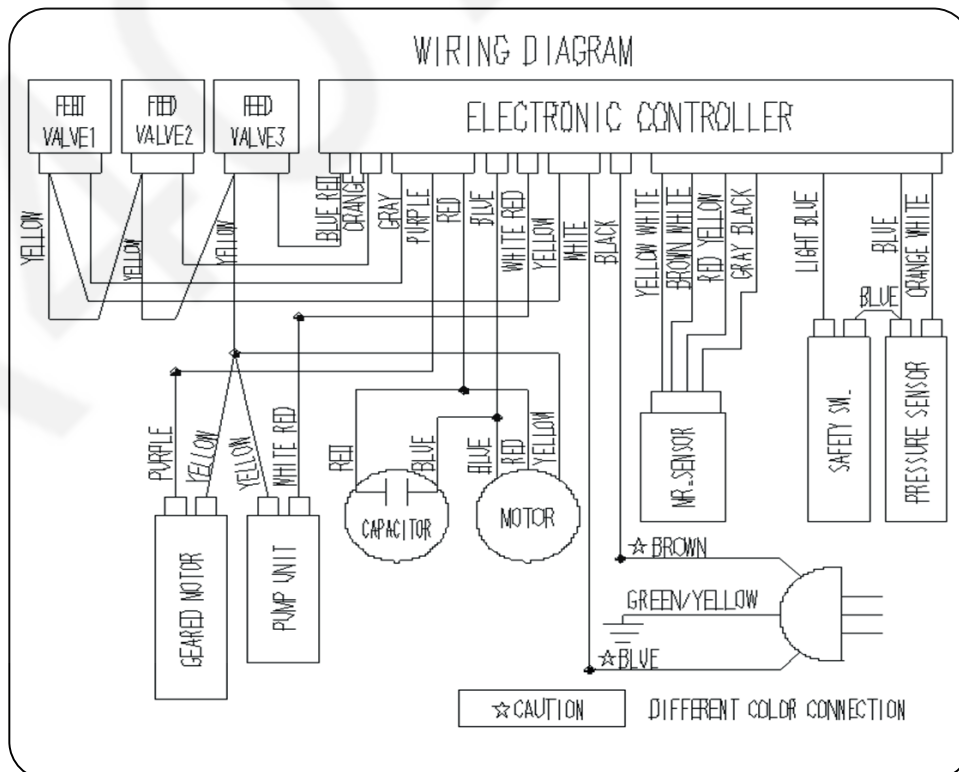 WIRING DIAGRAM
FEED
VALVE1
FEED
VALVE2
FEED
VALVE3
ELECTRONIC CONTROLLER
YELLOW
YELLOW
YELLOW
BLUE RED
ORANGE
GRAY
PURPLE
RED
BLUE
WHITE RED
YELLOW
WHITE
BLACK
YELLOW WHITE
BROWN WHITE
RED YELLOW
GRAY BLACK
LIGHT BLUE
BLUE
ORANGE WHITE
BLUE
PURPLE
YELLOW
YELLOW
WHITE RED
RED
BLUE
BLUE
RED
YELLOW
GEARED MOTOR
PUMP UNIT
CAPACITOR
MOTOR
MR.SENSOR
SAFETY SW.
PRESSURE SENSOR
☆BROWN
GREEN/YELLOW
☆BLUE
☆CAUTION
DIFFERENT COLOR CONNECTION